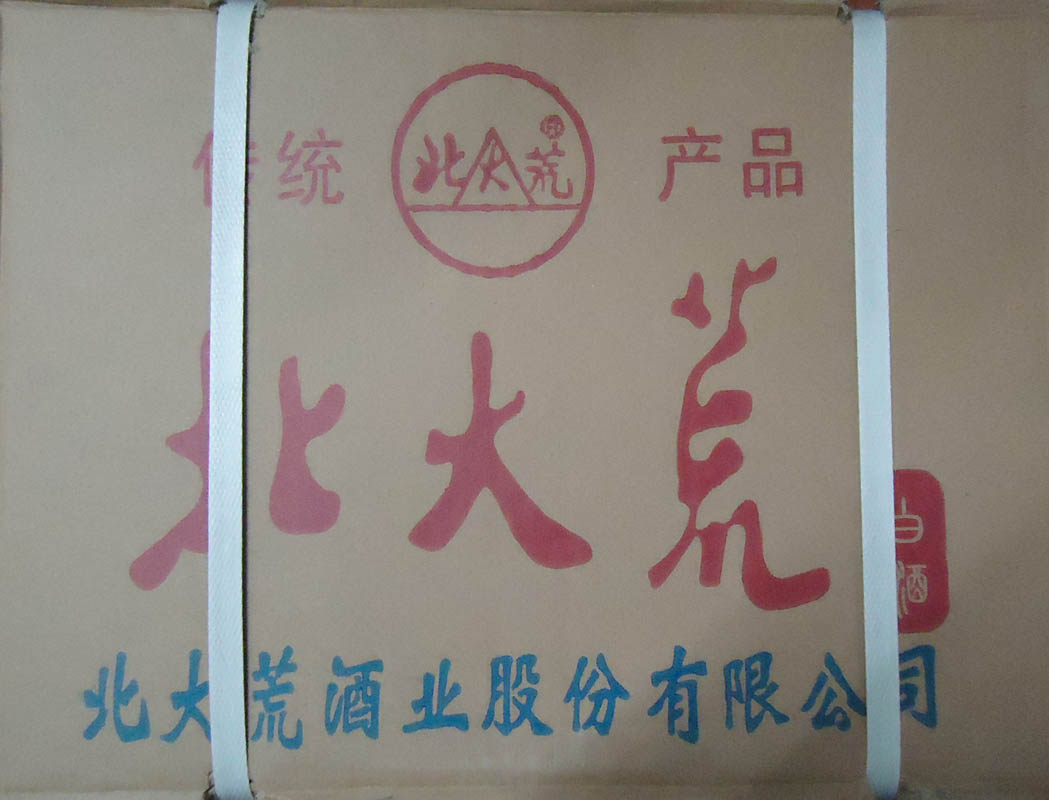 传统 北大荒 产品
北大荒
白酒
北大荒酒业股份有限公司